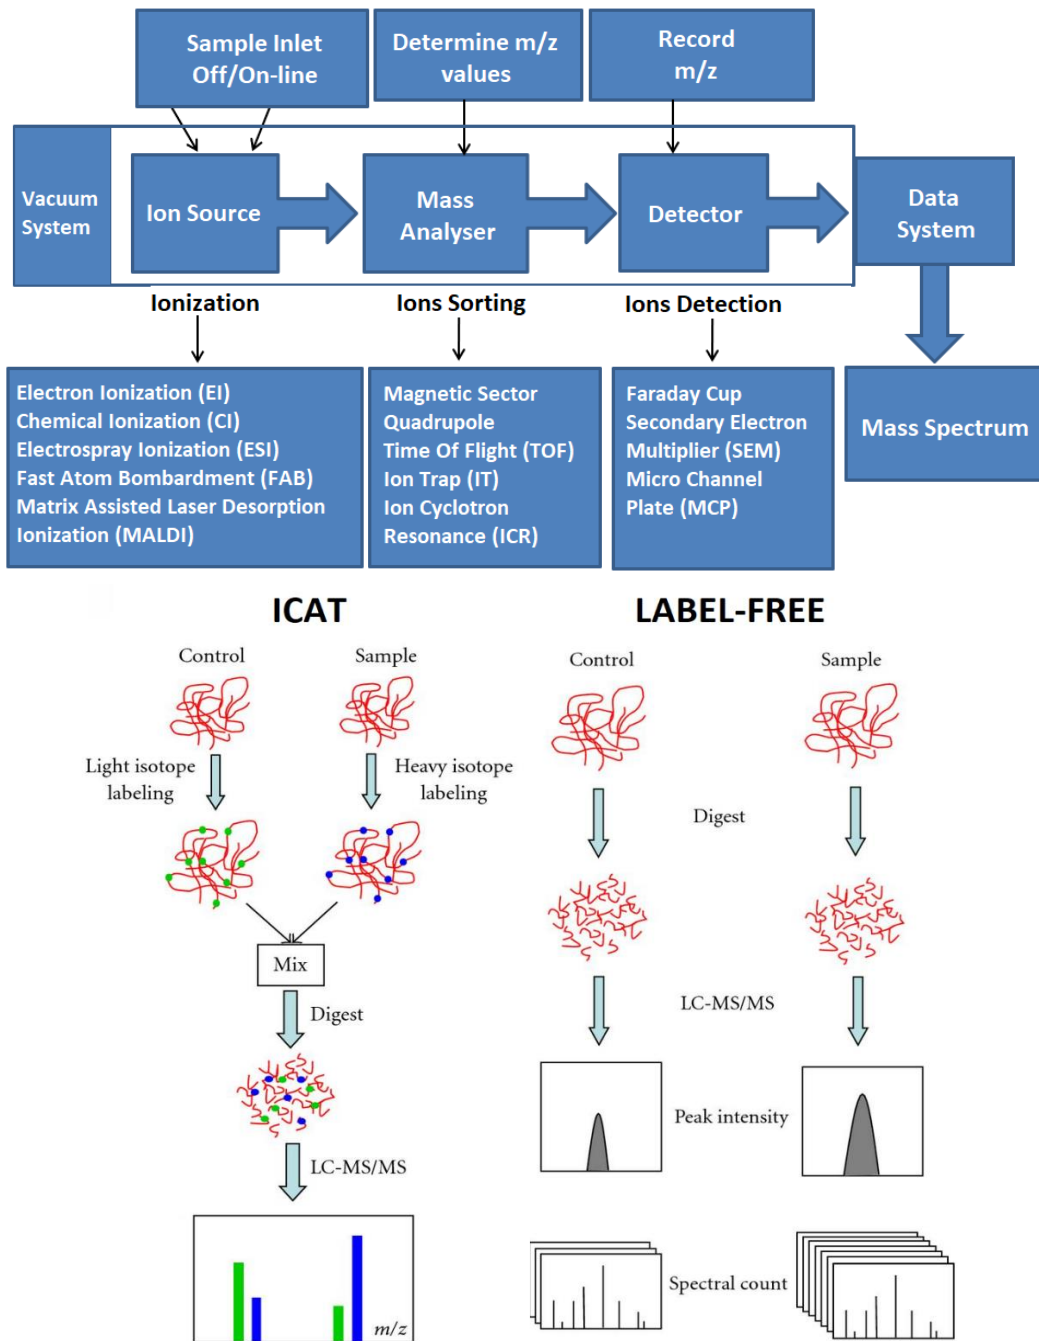 Sample Inlet
Off/On-line
Determine m/z
values
Record
m/z
Vacuum
System
Ion Source
Mass
Analyser
Detector
Data
System
Ionization
Ions Sorting
Ions Detection
Electron Ionization (EI)
Chemical Ionization (CI)
Electrospray Ionization (ESI)
Fast Atom Bombardment (FAB)
Matrix Assisted Laser Desorption
Ionization (MALDI)
Magnetic Sector
Quadrupole
Time Of Flight (TOF)
Ion Trap (IT)
Ion Cyclotron
Resonance (ICR)
Faraday Cup
Secondary Electron
Multiplier (SEM)
Micro Channel
Plate (MCP)
Mass Spectrum
ICAT
Control
Sample
Light isotope
labeling
Heavy isotope
labeling
Mix
Digest
LC-MS/MS
m/z
LABEL-FREE
Control
Sample
Digest
LC-MS/MS
Peak intensity
Spectral count